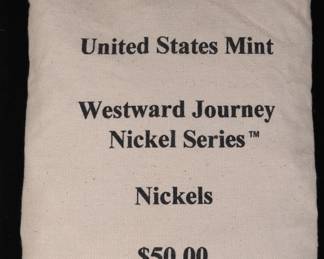 United States Mint
Westward Journey
Nickel Series™
Nickels
$50.00